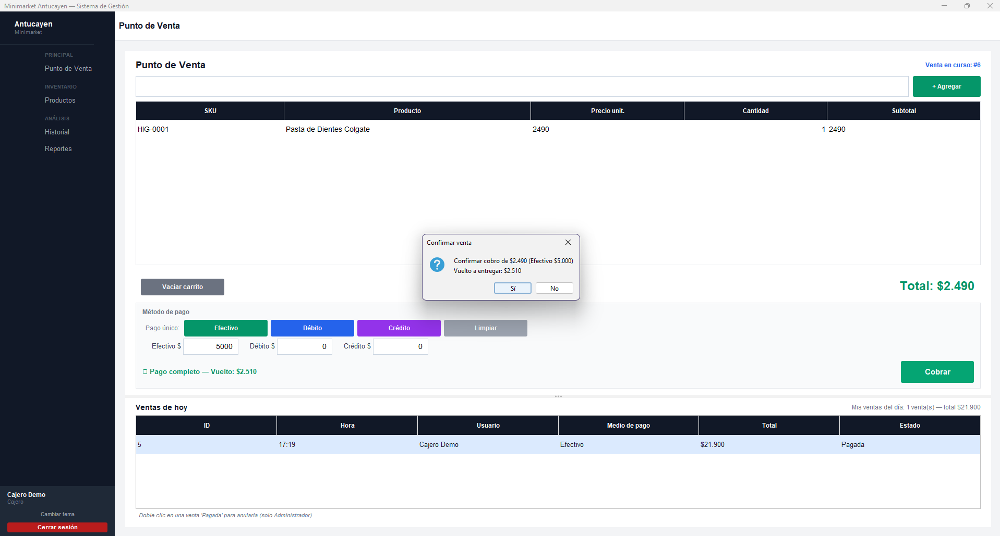 Minimarket Antucayen — Sistema de Gestión
Antucayen
Minimarket
PRINCIPAL
Punto de Venta
INVENTARIO
Productos
ANÁLISIS
Historial
Reportes
Cajero Demo
Cajero
Cambiar tema
Cerrar sesión
Punto de Venta
Punto de Venta
Venta en curso: #6
+ Agregar
SKU Producto Precio unit. Cantidad Subtotal
HIG-0001 Pasta de Dientes Colgate 2490 1 2490
Confirmar venta
?
Confirmar cobro de $2.490 (Efectivo $5.000)
Vuelto a entregar: $2.510
Sí No
Vaciar carrito
Total: $2.490
Método de pago
Pago único: Efectivo Débito Crédito Limpiar
Efectivo $ 5000 Débito $ 0 Crédito $ 0
Pago completo — Vuelto: $2.510
Cobrar
Ventas de hoy
Mis ventas del día: 1 venta(s) — total $21.900
ID Hora Usuario Medio de pago Total Estado
5 17:19 Cajero Demo Efectivo $21.900 Pagada
Doble clic en una venta 'Pagada' para anularla (solo Administrador)